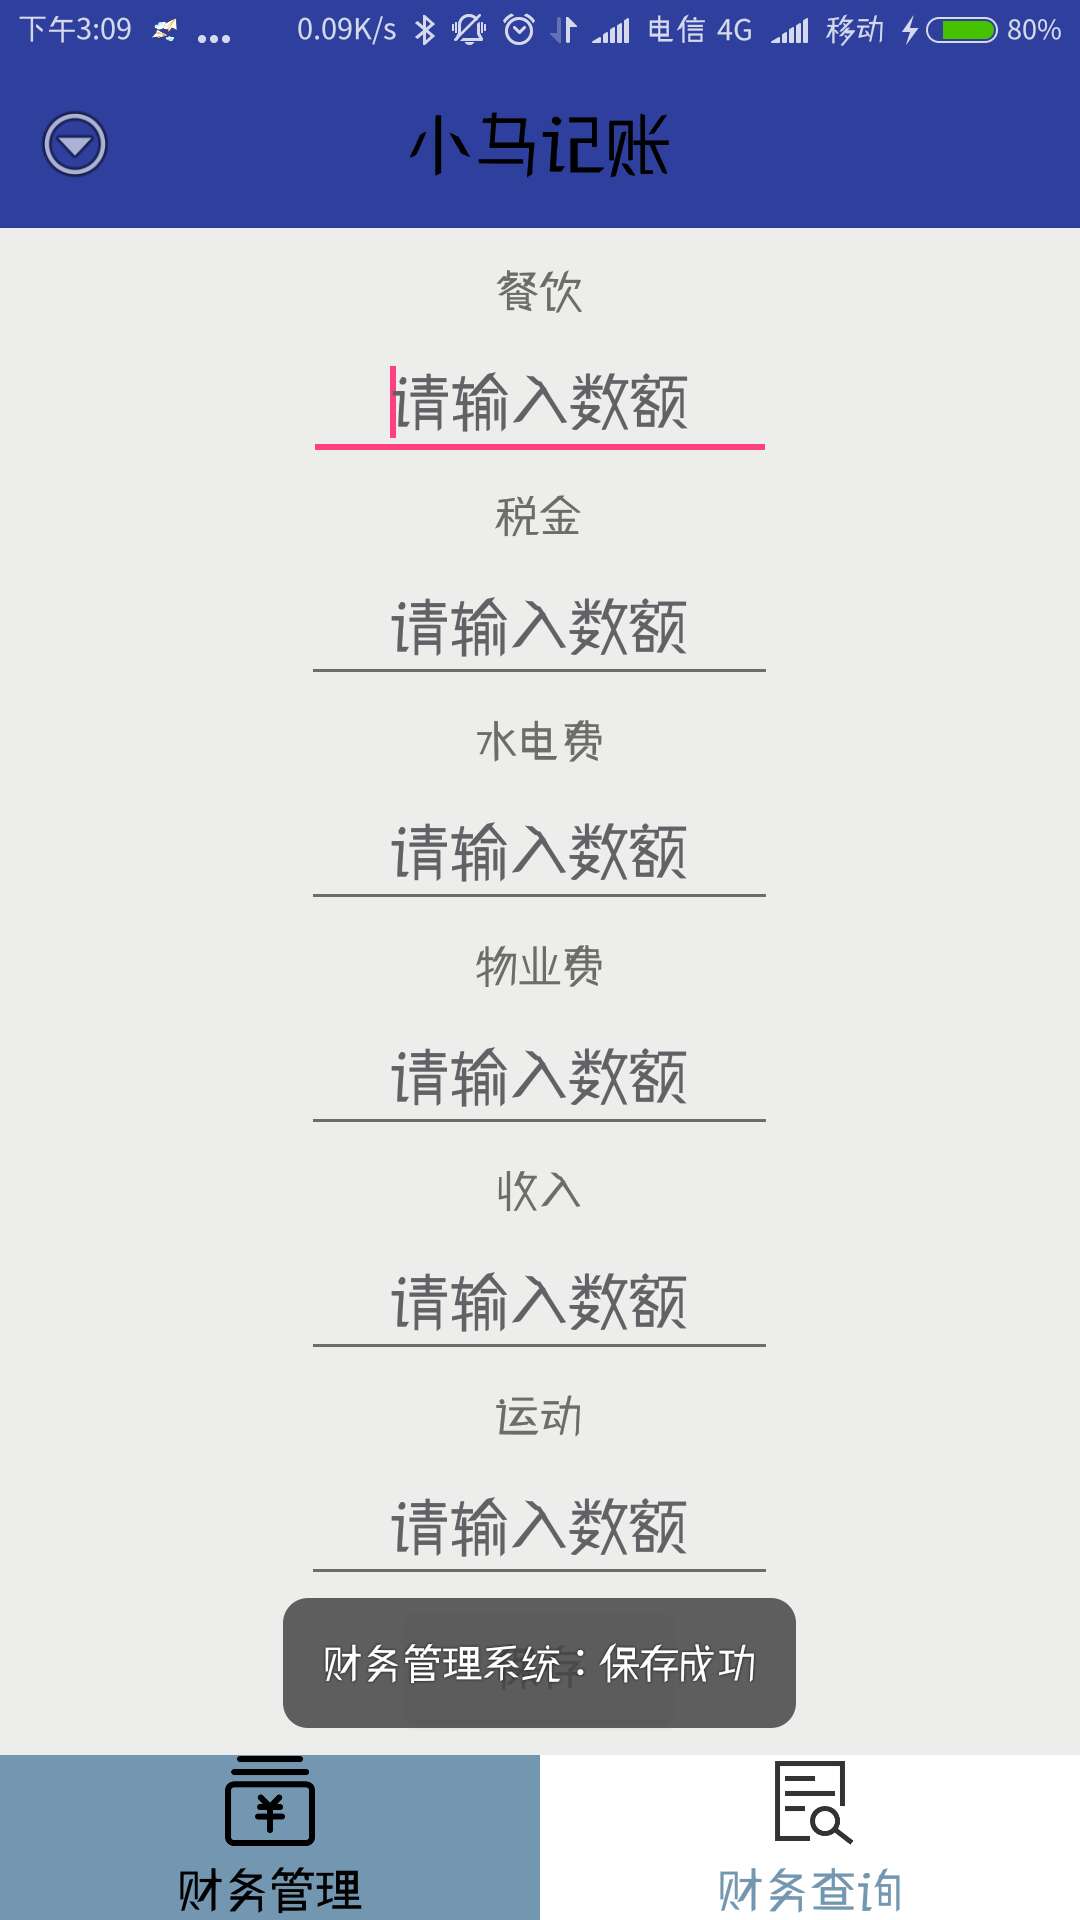 下午3:09 ... 0.09K/s 电信 4G 移动 80%
小马记账
餐饮
请输入数额
税金
请输入数额
水电费
请输入数额
物业费
请输入数额
收入
请输入数额
运动
请输入数额
财务管理系统：保存成功
财务管理 财务查询